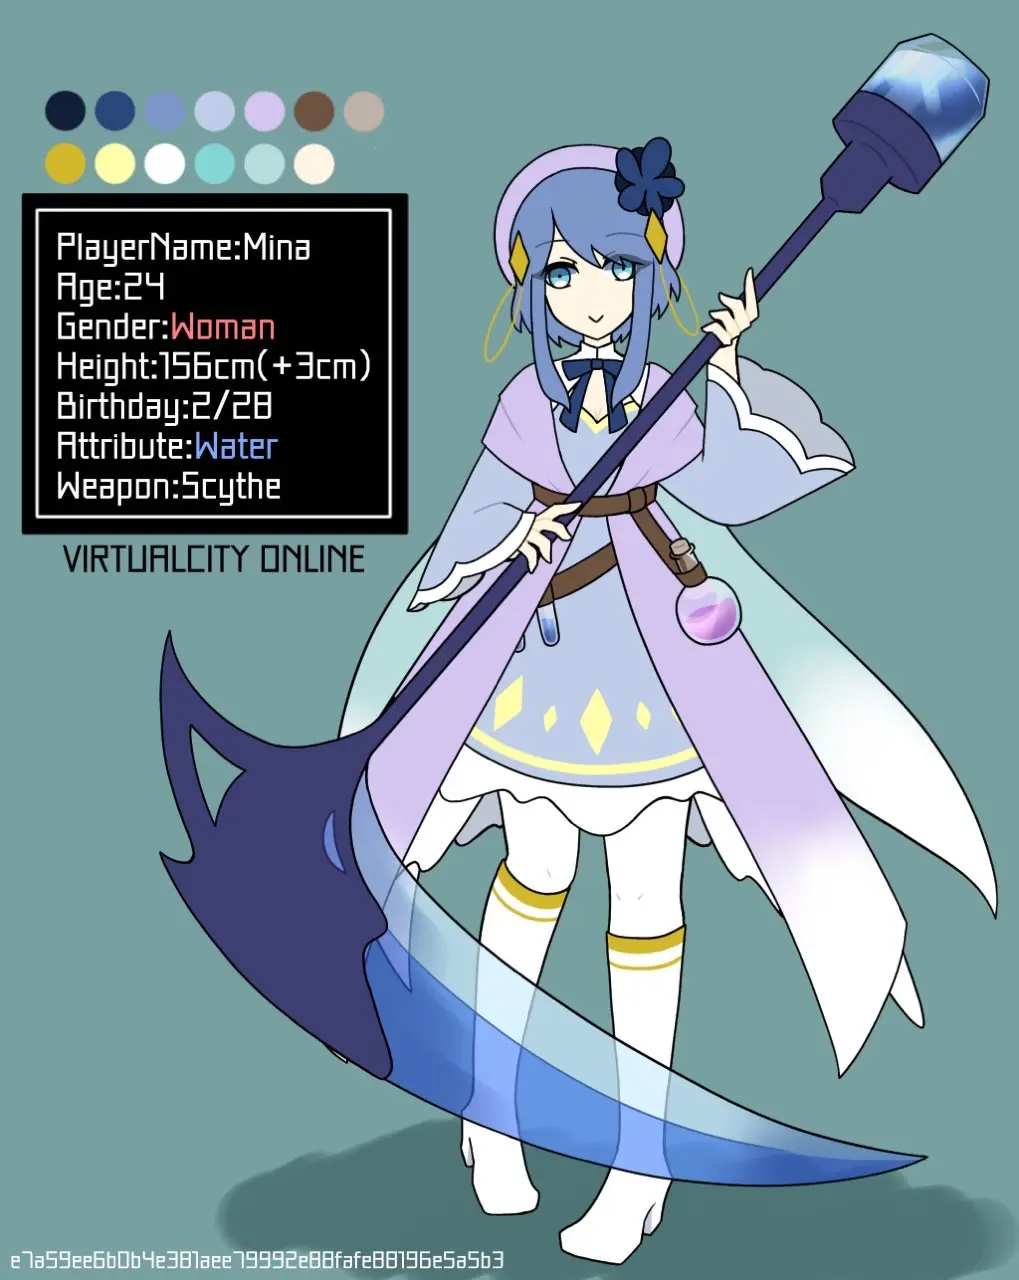 PlayerName:Mina
Age:24
Gender:Woman
Height:156cm(+3cm)
Birthday:2/28
Attribute:Water
Weapon:Scythe
VIRTUALCITY ONLINE
e7a59ee6b0b4e381aee79992e88fafe88196e5a5b3